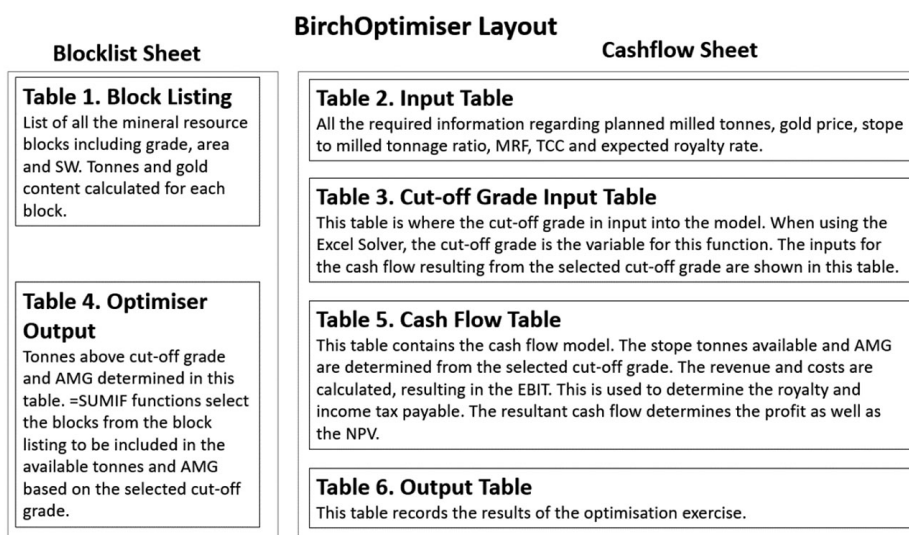 BirchOptimiser Layout
Blocklist Sheet
Table 1. Block Listing
List of all the mineral resource
blocks including grade, area
and SW. Tonnes and gold
content calculated for each
block.
Table 4. Optimiser
Output
Tonnes above cut-off grade
and AMG determined in this
table. =SUMIF functions select
the blocks from the block
listing to be included in the
available tonnes and AMG
based on the selected cut-off
grade.
Cashflow Sheet
Table 2. Input Table
All the required information regarding planned milled tonnes, gold price, stope
to milled tonnage ratio, MRF, TCC and expected royalty rate.
Table 3. Cut-off Grade Input Table
This table is where the cut-off grade in input into the model. When using the
Excel Solver, the cut-off grade is the variable for this function. The inputs for
the cash flow resulting from the selected cut-off grade are shown in this table.
Table 5. Cash Flow Table
This table contains the cash flow model. The stope tonnes available and AMG
are determined from the selected cut-off grade. The revenue and costs are
calculated, resulting in the EBIT. This is used to determine the royalty and
income tax payable. The resultant cash flow determines the profit as well as
the NPV.
Table 6. Output Table
This table records the results of the optimisation exercise.